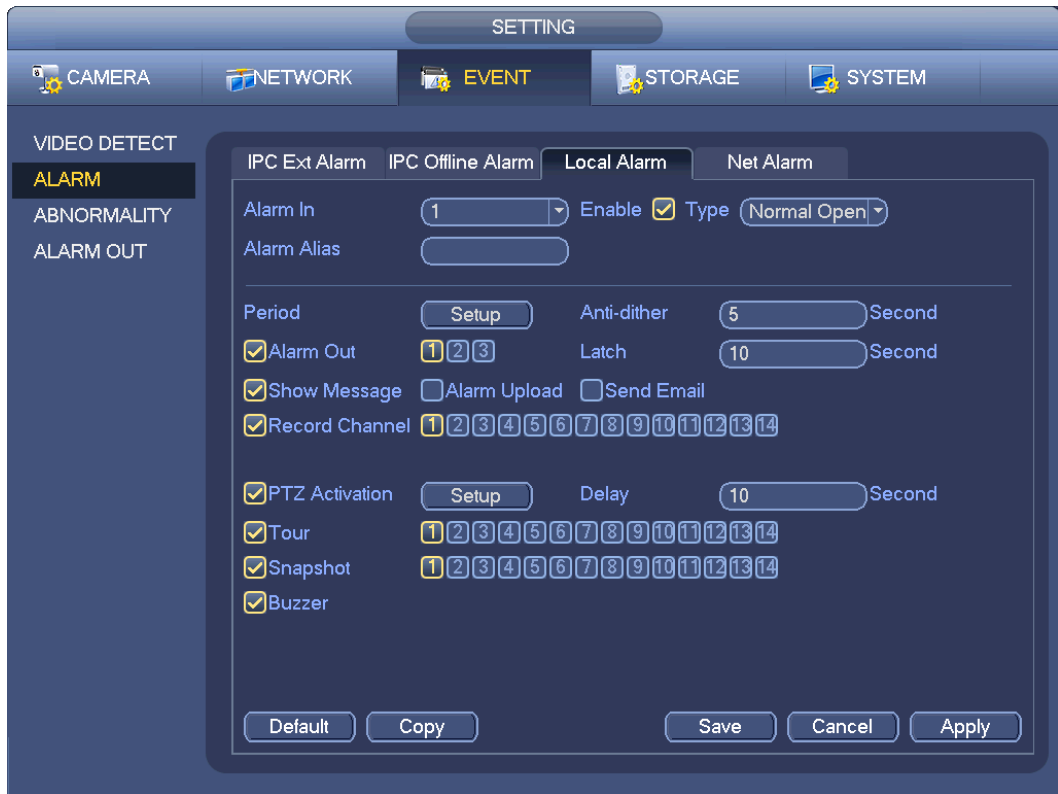 SETTING
CAMERA NETWORK EVENT STORAGE SYSTEM
VIDEO DETECT
ALARM
ABNORMALITY
ALARM OUT
IPC Ext Alarm IPC Offline Alarm Local Alarm Net Alarm
Alarm In 1 Enable Type Normal Open
Alarm Alias
Period Setup Anti-dither 5 Second
Alarm Out 1 2 3 Latch 10 Second
Show Message Alarm Upload Send Email
Record Channel 1 2 3 4 5 6 7 8 9 10 11 12 13 14
PTZ Activation Setup Delay 10 Second
Tour 1 2 3 4 5 6 7 8 9 10 11 12 13 14
Snapshot 1 2 3 4 5 6 7 8 9 10 11 12 13 14
Buzzer
Default Copy Save Cancel Apply